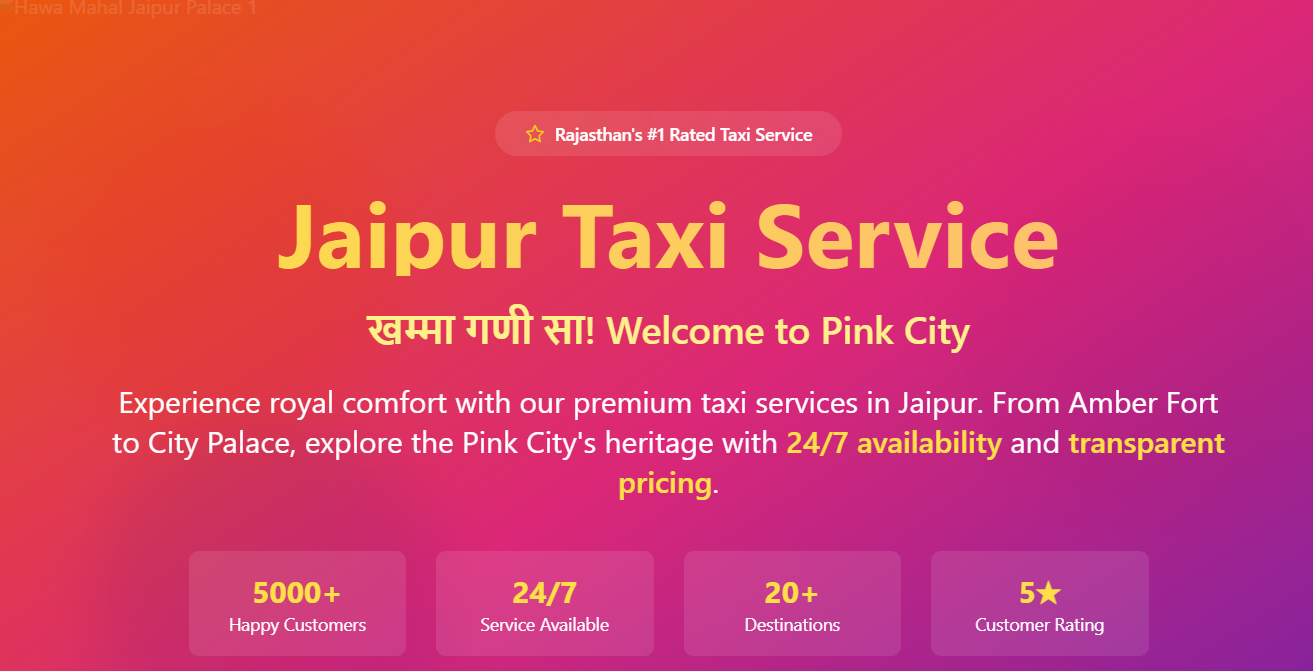 Hawa Mahal Jaipur Palace 1
Rajasthan's #1 Rated Taxi Service
Jaipur Taxi Service
खम्मा गणी सा! Welcome to Pink City
Experience royal comfort with our premium taxi services in Jaipur. From Amber Fort
to City Palace, explore the Pink City's heritage with 24/7 availability and transparent
pricing.
5000+
Happy Customers
24/7
Service Available
20+
Destinations
5★
Customer Rating